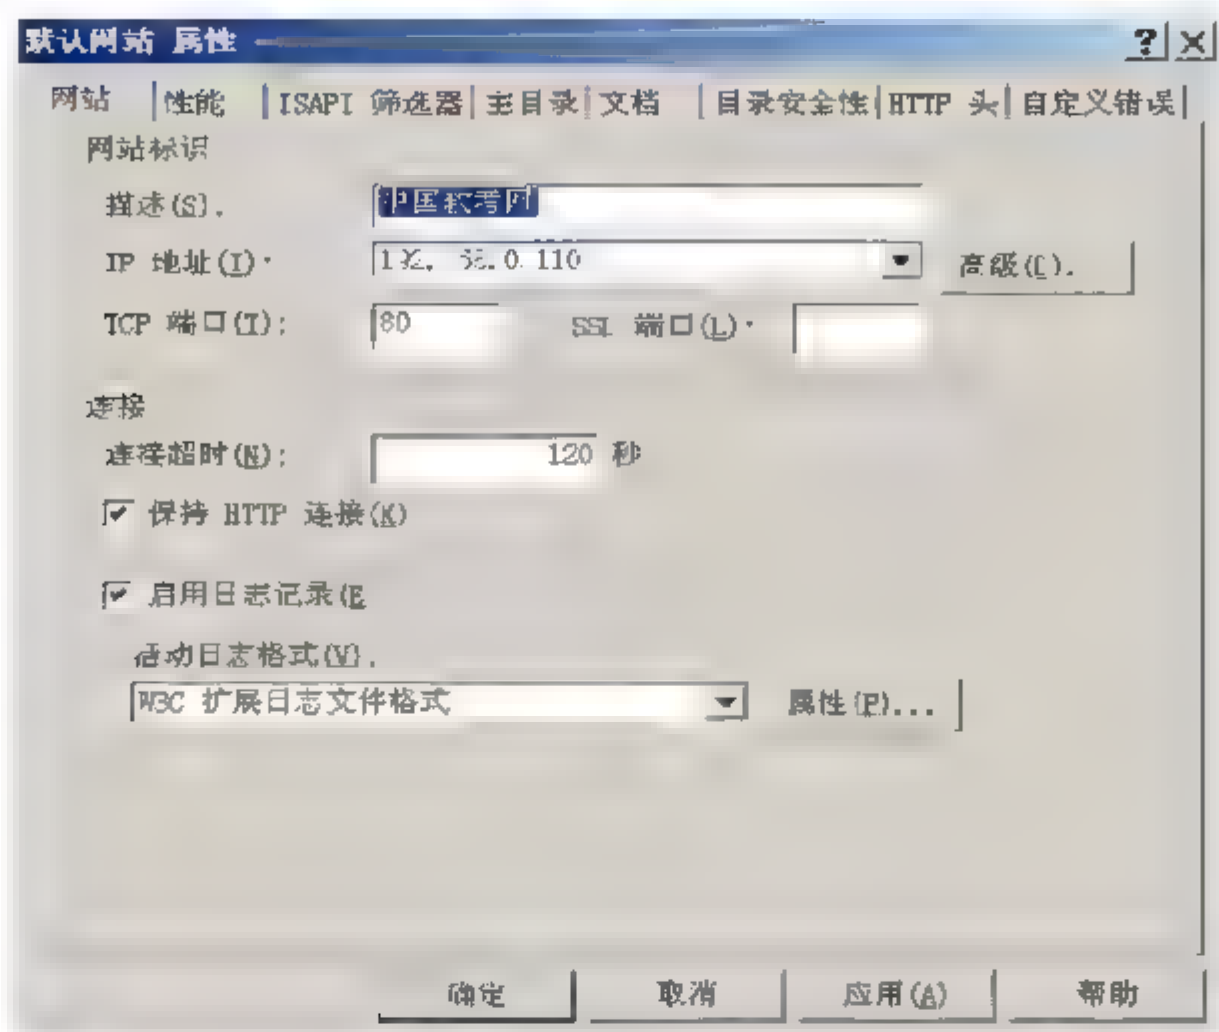 默认网站 属性
网站 性能 ISAPI 筛选器 主目录 文档 目录安全性 HTTP 头 自定义错误
网站标识
描述(S). 中国软考网
IP 地址(I)· 0.110 高级(D).
TCP 端口(T): 80 SSL 端口(L)·
连接
连接超时(N): 120 秒
保持 HTTP 连接(K)
启用日志记录(E
活动日志格式(V).
W3C 扩展日志文件格式 属性(P)...
确定 取消 应用(A) 帮助